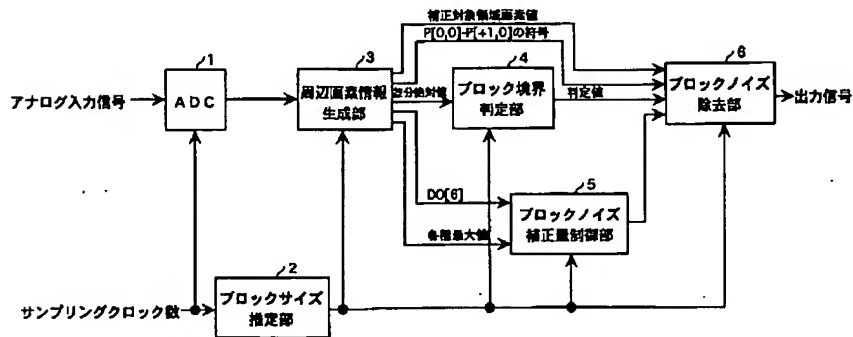 補正対象領域画素値
P[0,0]-P[+1,0]の符号
1
3
4
6
アナログ入力信号
ADC
周辺画素情報
生成部
差分絶対値
ブロック境界
判定部
判定値
ブロックノイズ
除去部
出力信号
DO[6]
5
ブロックノイズ
補正量制御部
各種最大値
2
サンプリングクロック数
ブロックサイズ
推定部